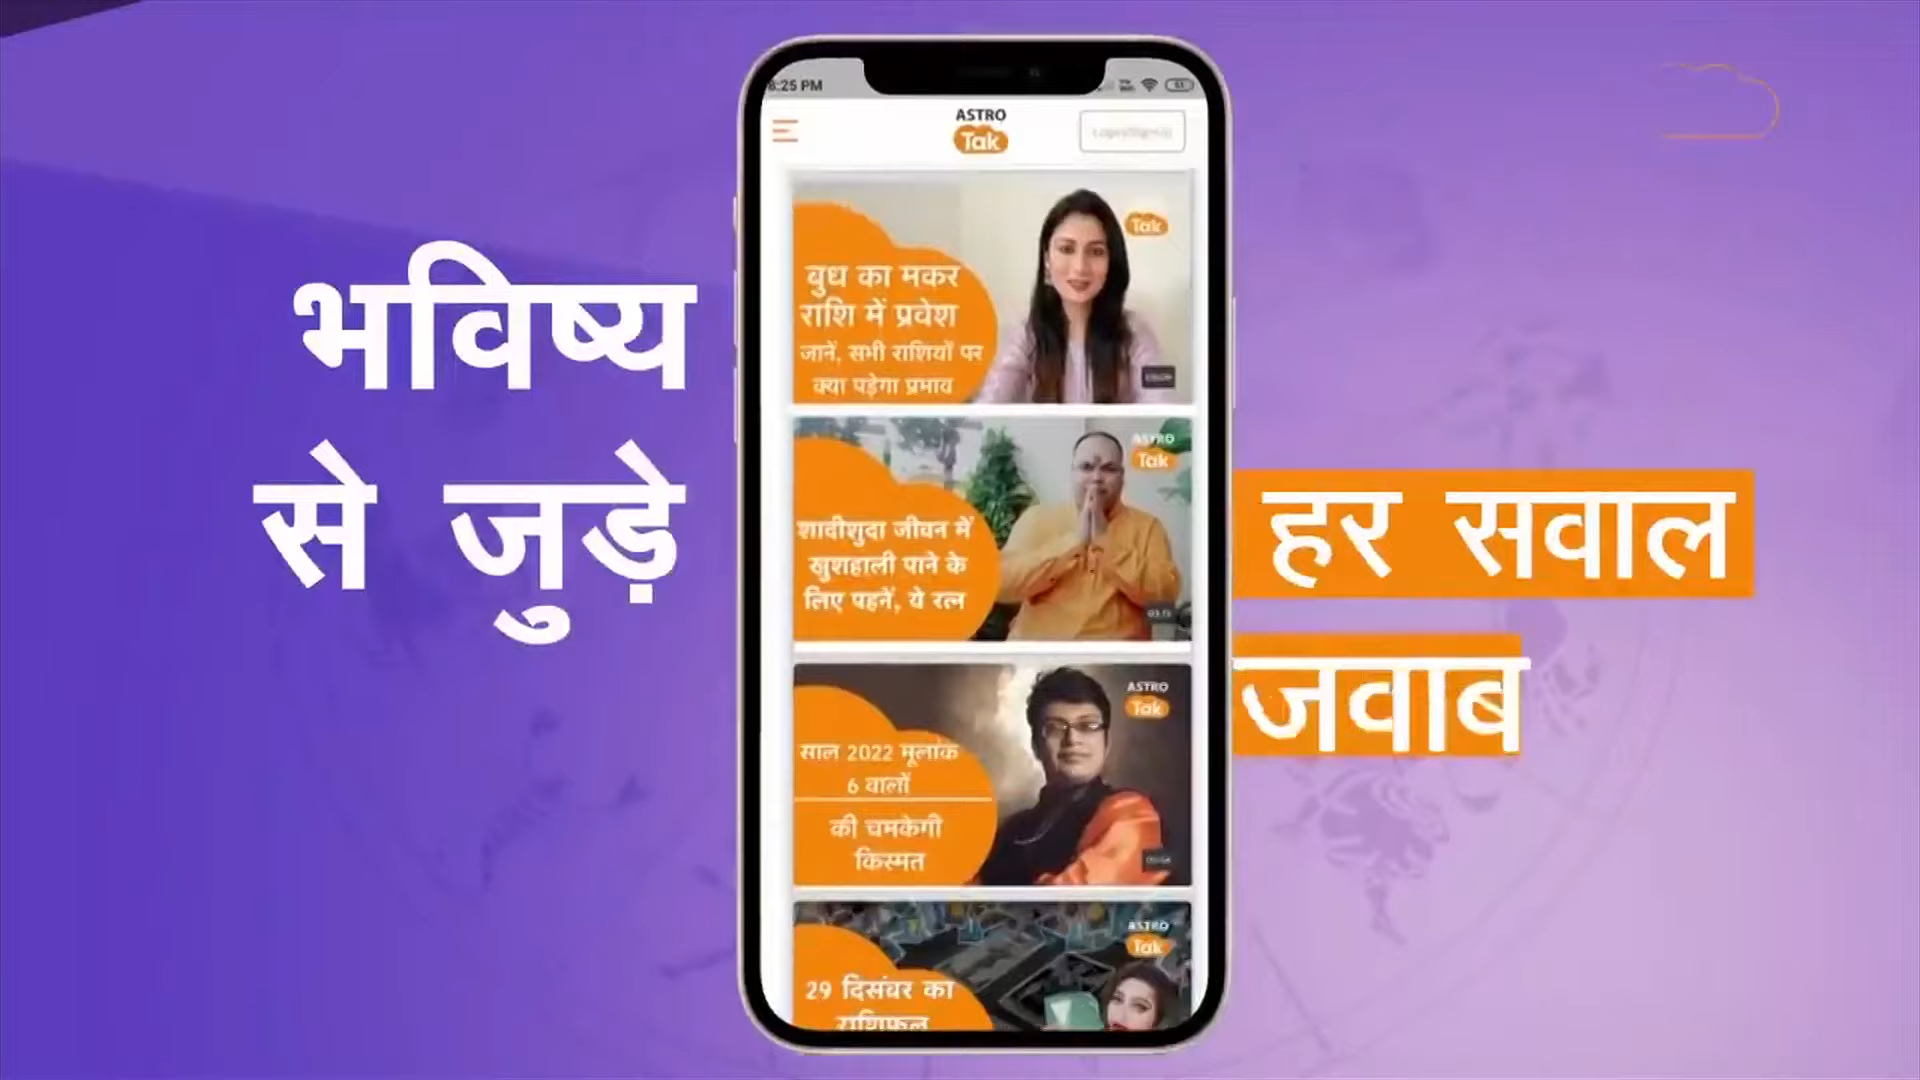 भविष्य
से जुड़े
हर सवाल
जवाब
8:25 PM
ASTRO
Tak
Tak
बुध का मकर
राशि में प्रवेश
जानें, सभी राशियों पर
क्या पड़ेगा प्रभाव
ASTRO
Tak
शादीशुदा जीवन में
खुशहाली पाने के
लिए पहनें, ये रत्न
ASTRO
Tak
साल 2022 मूलांक
6 वालों
की चमकेगी
किस्मत
ASTRO
Tak
29 दिसंबर का
राशिफल